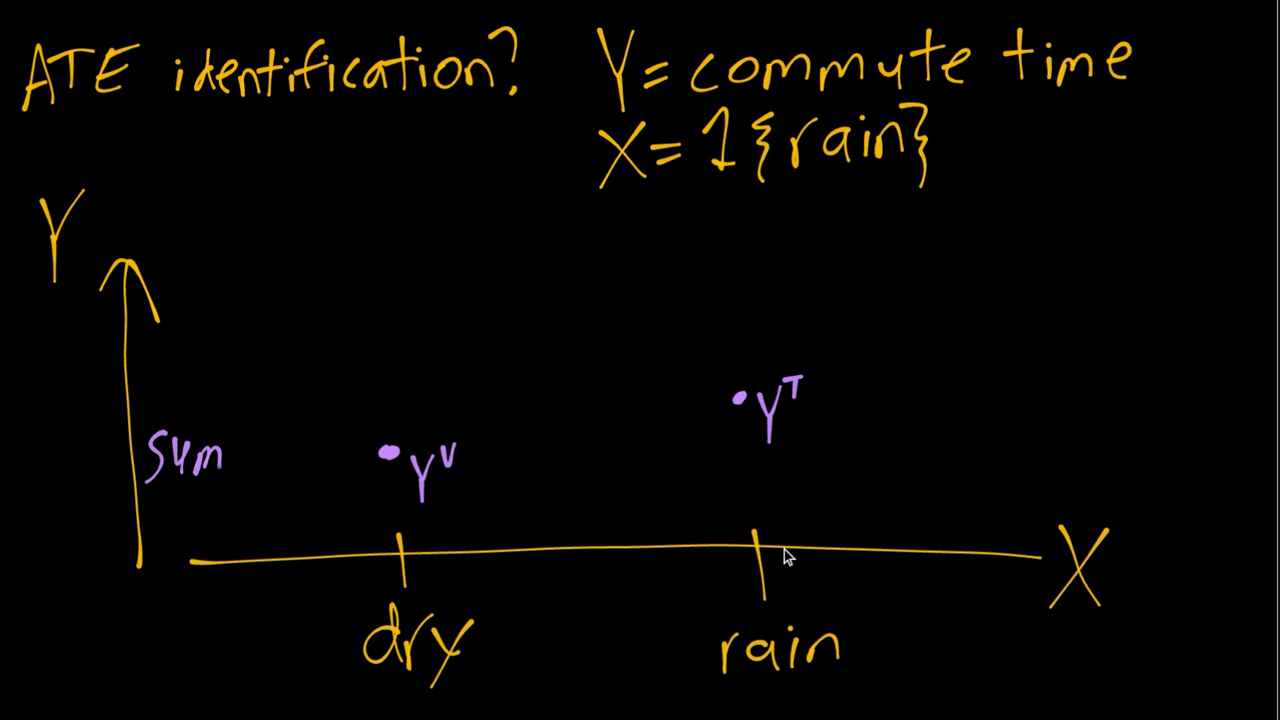 ATE identification? Y = commute time
X = 1{rain}
Y
Y^T
Sum
Y^U
X
dry
rain